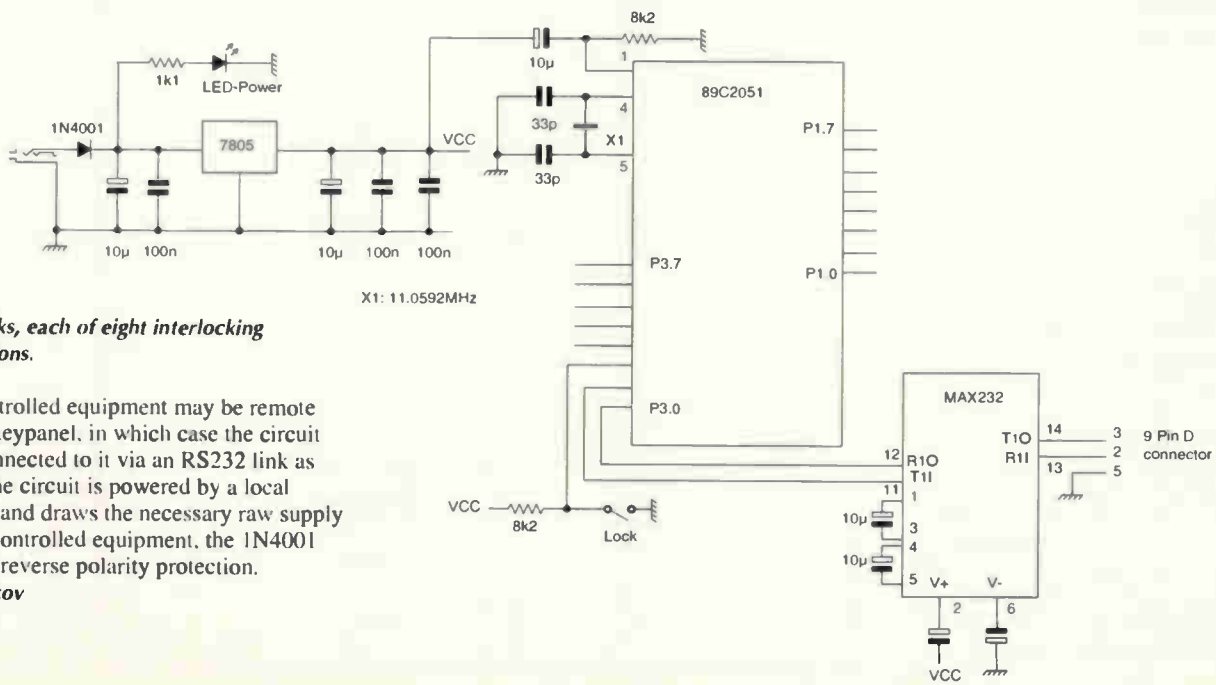 8k2
10µ
1
1k1
LED-Power
89C2051
4
33p
X1
5
33p
P1.7
1N4001
7805
VCC
10µ
100n
10µ
100n
100n
X1: 11.0592MHz
P3.7
P1.0
P3.0
ks, each of eight interlocking
ons.
trolled equipment may be remote
eypanel, in which case the circuit
nnected to it via an RS232 link as
ne circuit is powered by a local
and draws the necessary raw supply
ontrolled equipment, the 1N4001
reverse polarity protection.
ov
VCC
8k2
Lock
MAX232
12
R1O
T1I
11
1
10µ
3
4
10µ
5
V+
V-
2
6
VCC
T1O
14
3
9 Pin D
R1I
2
connector
13
5